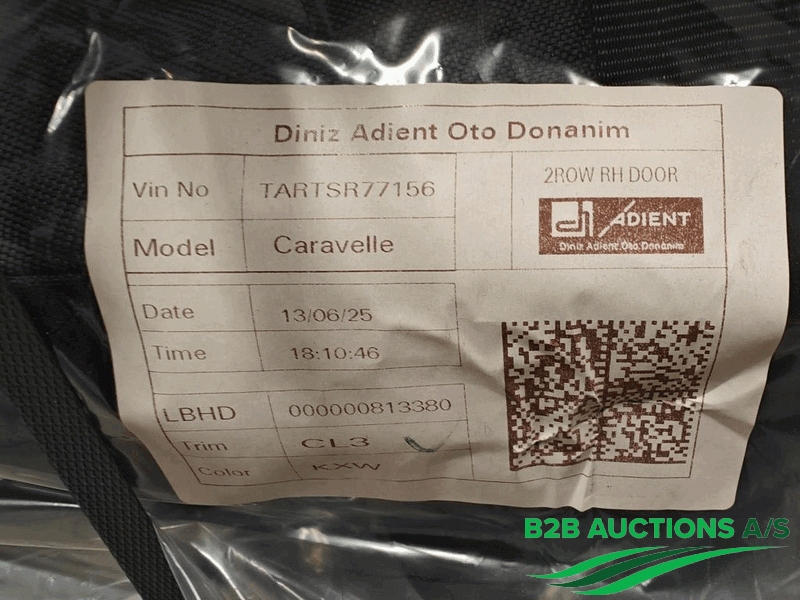 Diniz Adient Oto Donanim
Vin No TARTSR77156
2ROW RH DOOR
Model Caravelle
ADIENT
Diniz Adient Oto Donanim
Date 13/06/25
Time 18:10:46
LBHD 000000813380
Trim CL3
Color KXW
B2B AUCTIONS A/S